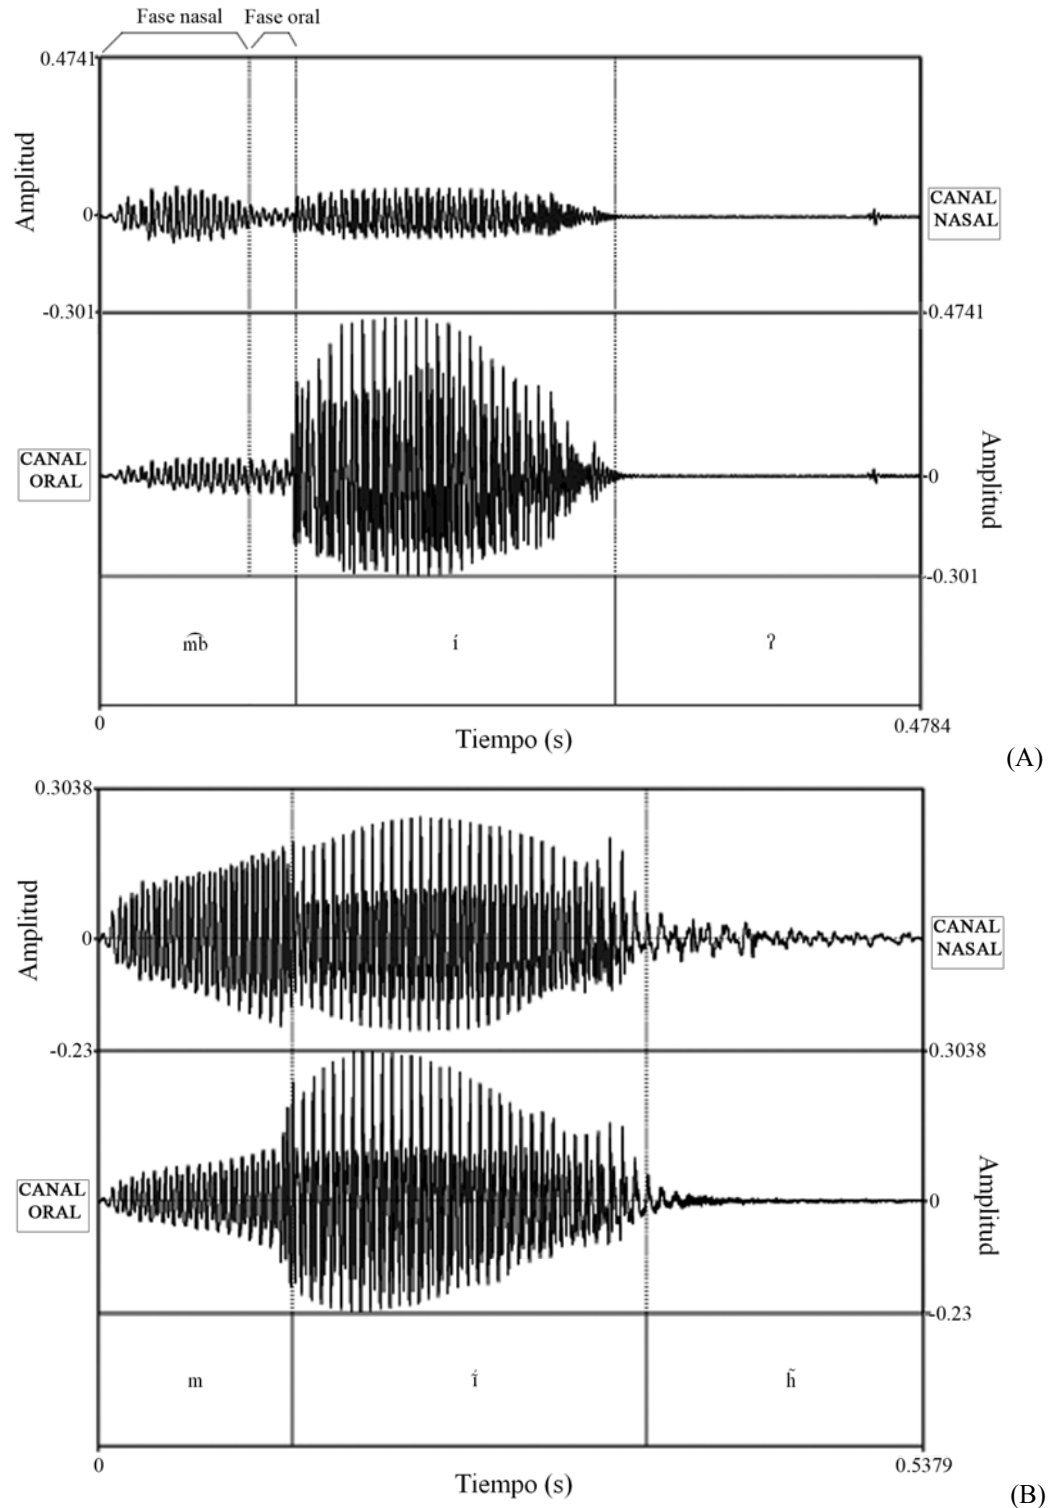 Fase nasal Fase oral
0.4741
Amplitud
0
CANAL
NASAL
-0.301
0.4741
CANAL
ORAL
Amplitud
0
-0.301
m͡b í ʔ
0
0.4784
Tiempo (s)
(A)
0.3038
Amplitud
0
CANAL
NASAL
-0.23
0.3038
CANAL
ORAL
Amplitud
0
-0.23
m ĩ́ h̃
0
0.5379
Tiempo (s)
(B)